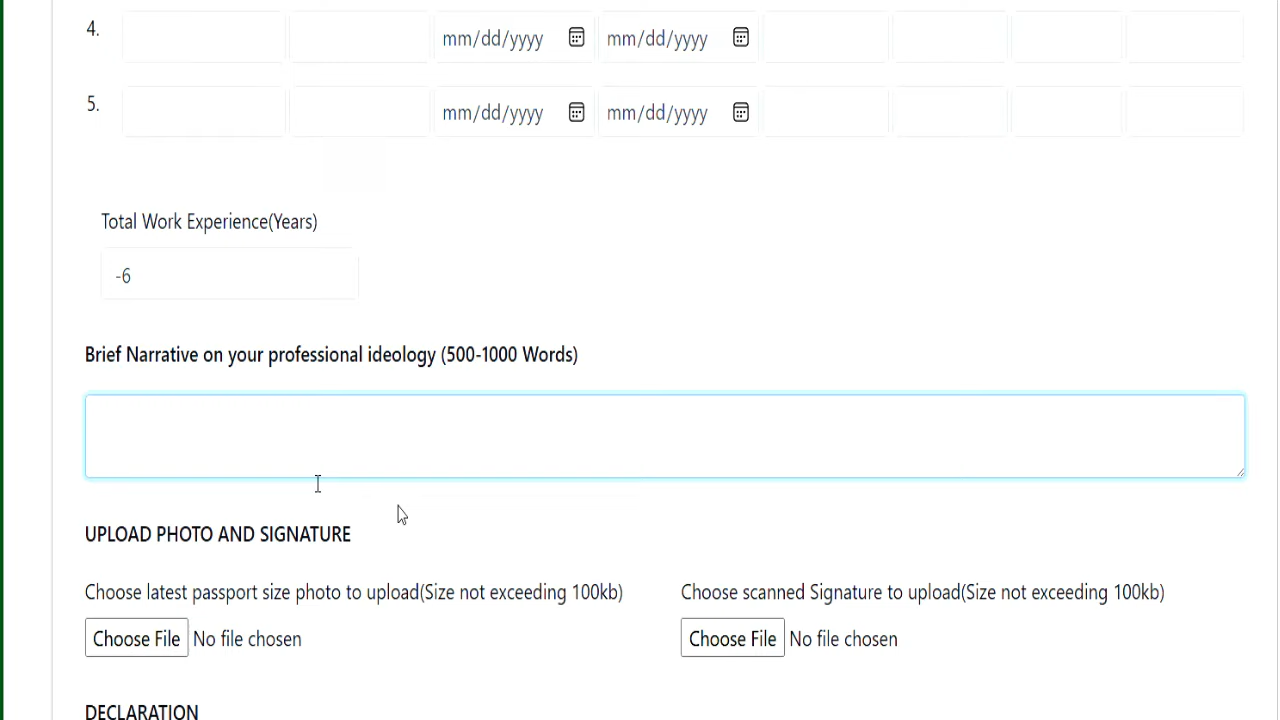 4. mm/dd/yyyy mm/dd/yyyy
5. mm/dd/yyyy mm/dd/yyyy
Total Work Experience(Years)
-6
Brief Narrative on your professional ideology (500-1000 Words)
UPLOAD PHOTO AND SIGNATURE
Choose latest passport size photo to upload(Size not exceeding 100kb) Choose scanned Signature to upload(Size not exceeding 100kb)
Choose File No file chosen Choose File No file chosen
DECLARATION